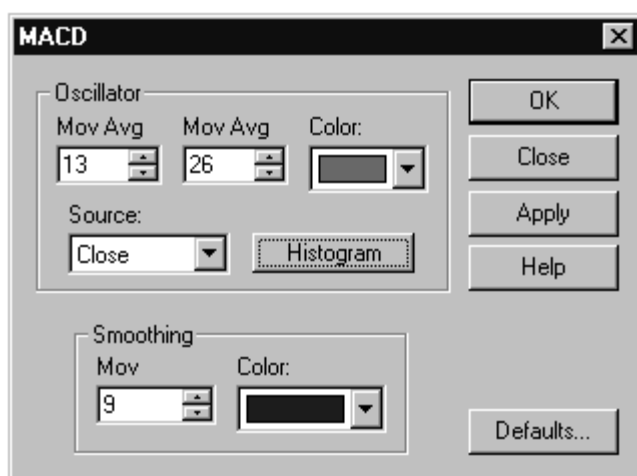 MACD
Oscillator
Mov Avg Mov Avg Color:
13 26
Source:
Close Histogram
Smoothing
Mov Color:
9
OK
Close
Apply
Help
Defaults...